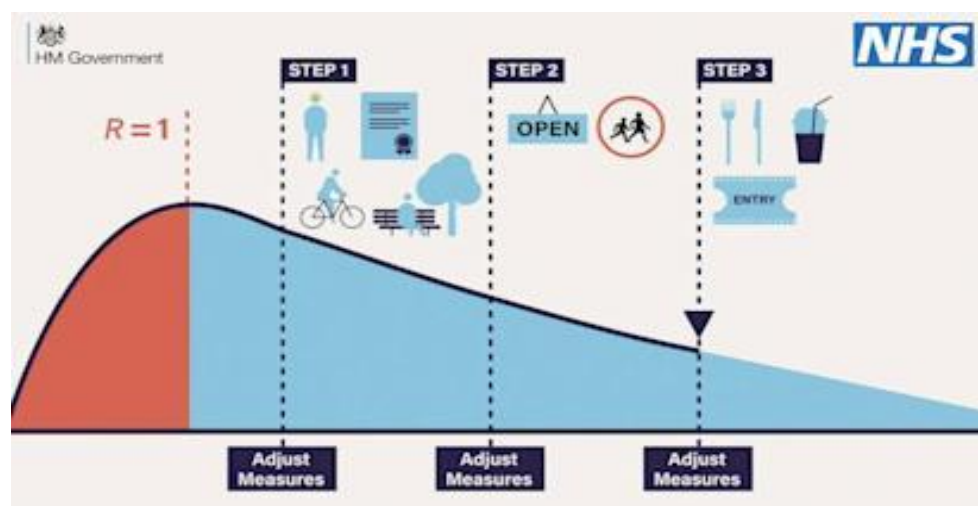 HM Government
NHS
STEP 1
STEP 2
STEP 3
R = 1
OPEN
ENTRY
Adjust
Measures
Adjust
Measures
Adjust
Measures